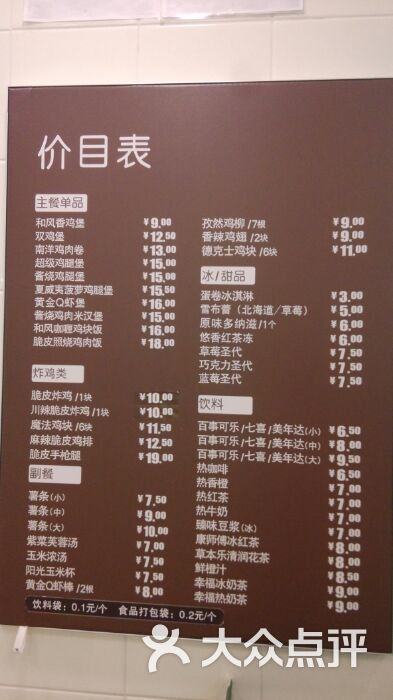 价目表
主餐单品
和风香鸡堡 ¥9.00
双鸡堡 ¥12.50
南洋鸡肉卷 ¥13.00
超级鸡腿堡 ¥15.00
酱烧鸡腿堡 ¥15.00
夏威夷菠萝鸡腿堡 ¥15.50
黄金Q虾堡 ¥16.00
酱烧鸡肉米汉堡 ¥15.00
和风咖喱鸡块饭 ¥16.00
脆皮照烧鸡肉饭 ¥18.00
炸鸡类
脆皮炸鸡/1块 ¥10.00
川辣脆皮炸鸡/1块 ¥10.00
魔法鸡块/6块 ¥11.50
麻辣脆皮鸡排 ¥12.50
脆皮手枪腿 ¥19.00
副餐
薯条(小) ¥7.50
薯条(中) ¥9.00
薯条(大) ¥10.00
紫菜芙蓉汤 ¥7.00
玉米浓汤 ¥7.50
阳光玉米杯 ¥7.50
黄金Q虾棒/2根 ¥8.00
饮料袋：0.1元/个 食品打包袋：0.2元/个
孜然鸡柳/7根 ¥9.00
香辣鸡翅/2块 ¥9.00
德克士鸡块/6块 ¥11.00
冰/甜品
蛋卷冰淇淋 ¥3.00
雪布蕾（北海道/草莓） ¥5.00
原味多纳滋/1个 ¥6.00
悠香红茶冻 ¥6.00
草莓圣代 ¥7.50
巧克力圣代 ¥7.50
蓝莓圣代 ¥7.50
饮料
百事可乐/七喜/美年达(小) ¥6.50
百事可乐/七喜/美年达(中) ¥8.00
百事可乐/七喜/美年达(大) ¥9.50
热咖啡 ¥6.50
热香橙
热红茶
热牛奶
臻味豆浆(冰)
康师傅冰红茶
草本乐清润花茶
鲜橙汁
幸福冰奶茶 ¥9.00
幸福热奶茶 ¥9.00
大众点评